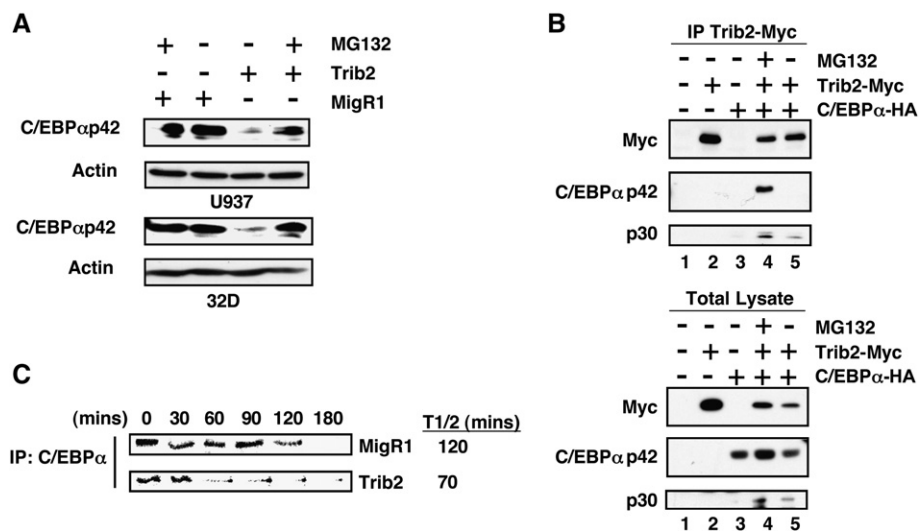 A
+ - - + MG132
- - + + Trib2
+ + - - MigR1
C/EBPαp42
Actin
U937
C/EBPαp42
Actin
32D
B
IP Trib2-Myc
- - - + - MG132
- + - + + Trib2-Myc
- - + + + C/EBPα-HA
Myc
C/EBPα p42
p30
1 2 3 4 5
Total Lysate
- - - + - MG132
- + - + + Trib2-Myc
- - + + + C/EBPα-HA
Myc
C/EBPα p42
p30
1 2 3 4 5
C
(mins) 0 30 60 90 120 180 T1/2 (mins)
IP: C/EBPα
MigR1 120
Trib2 70